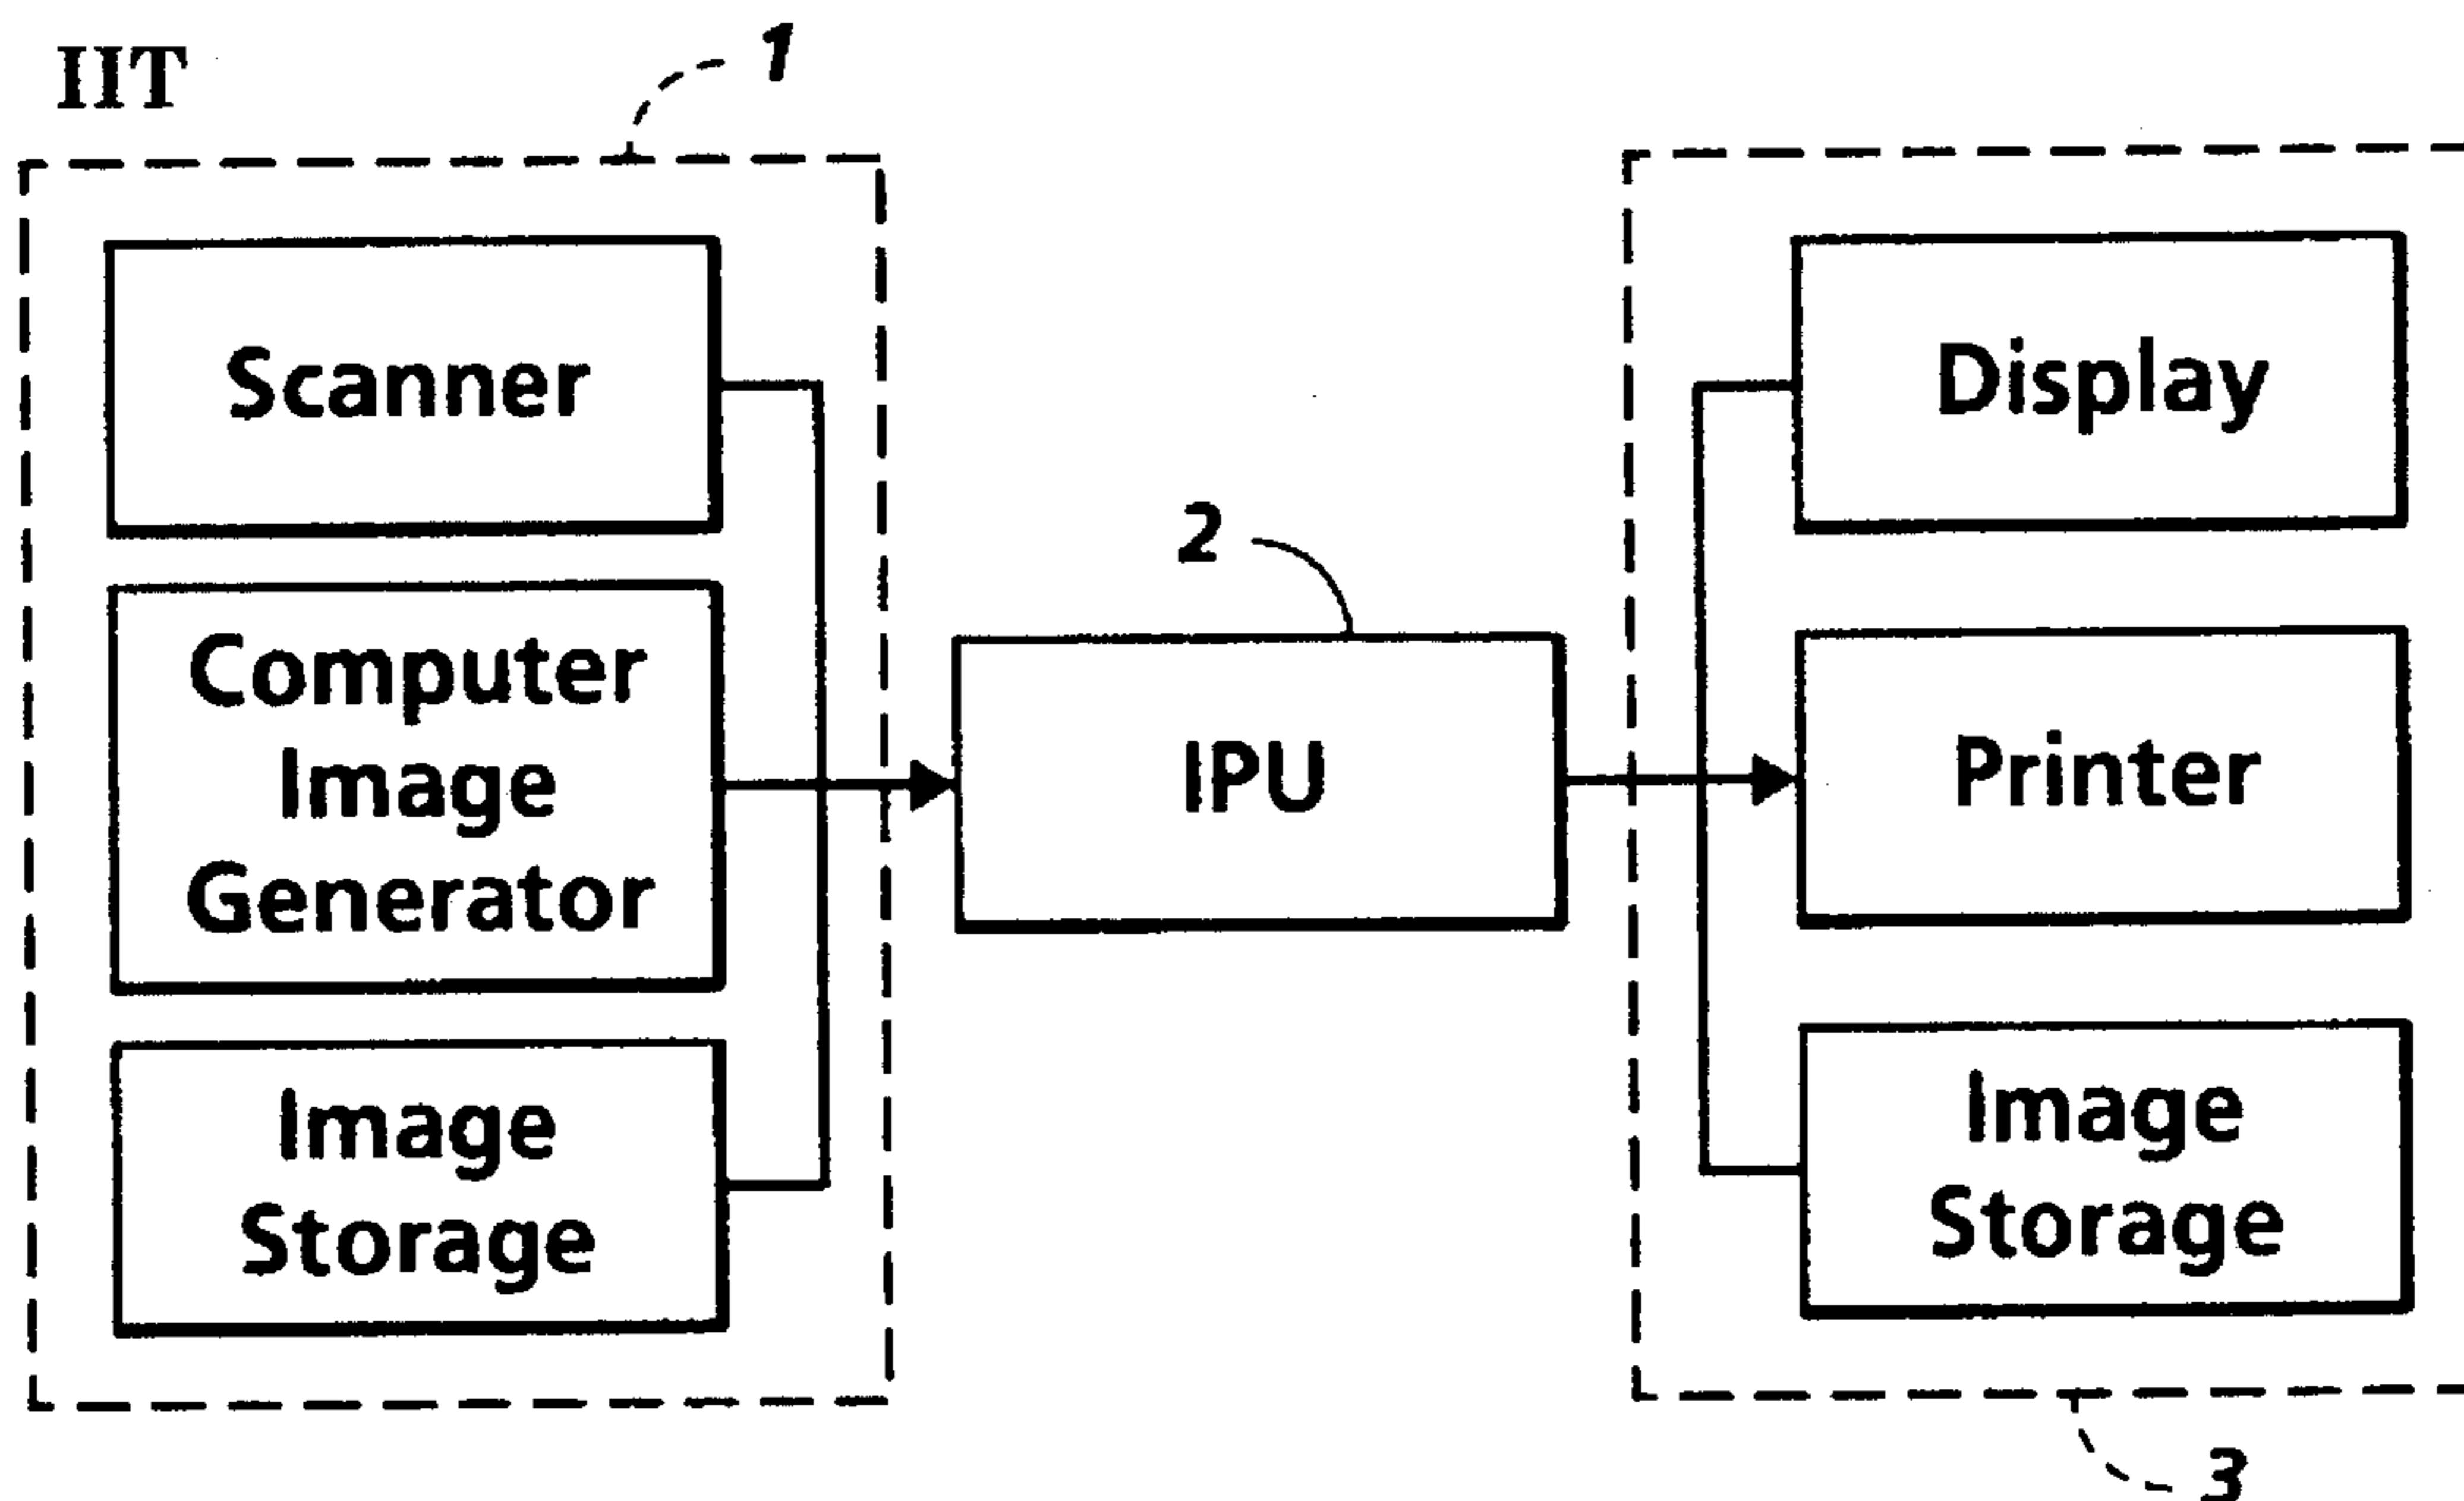 IIT
1
Scanner
Computer
Image
Generator
Image
Storage
2
IPU
Display
Printer
Image
Storage
3